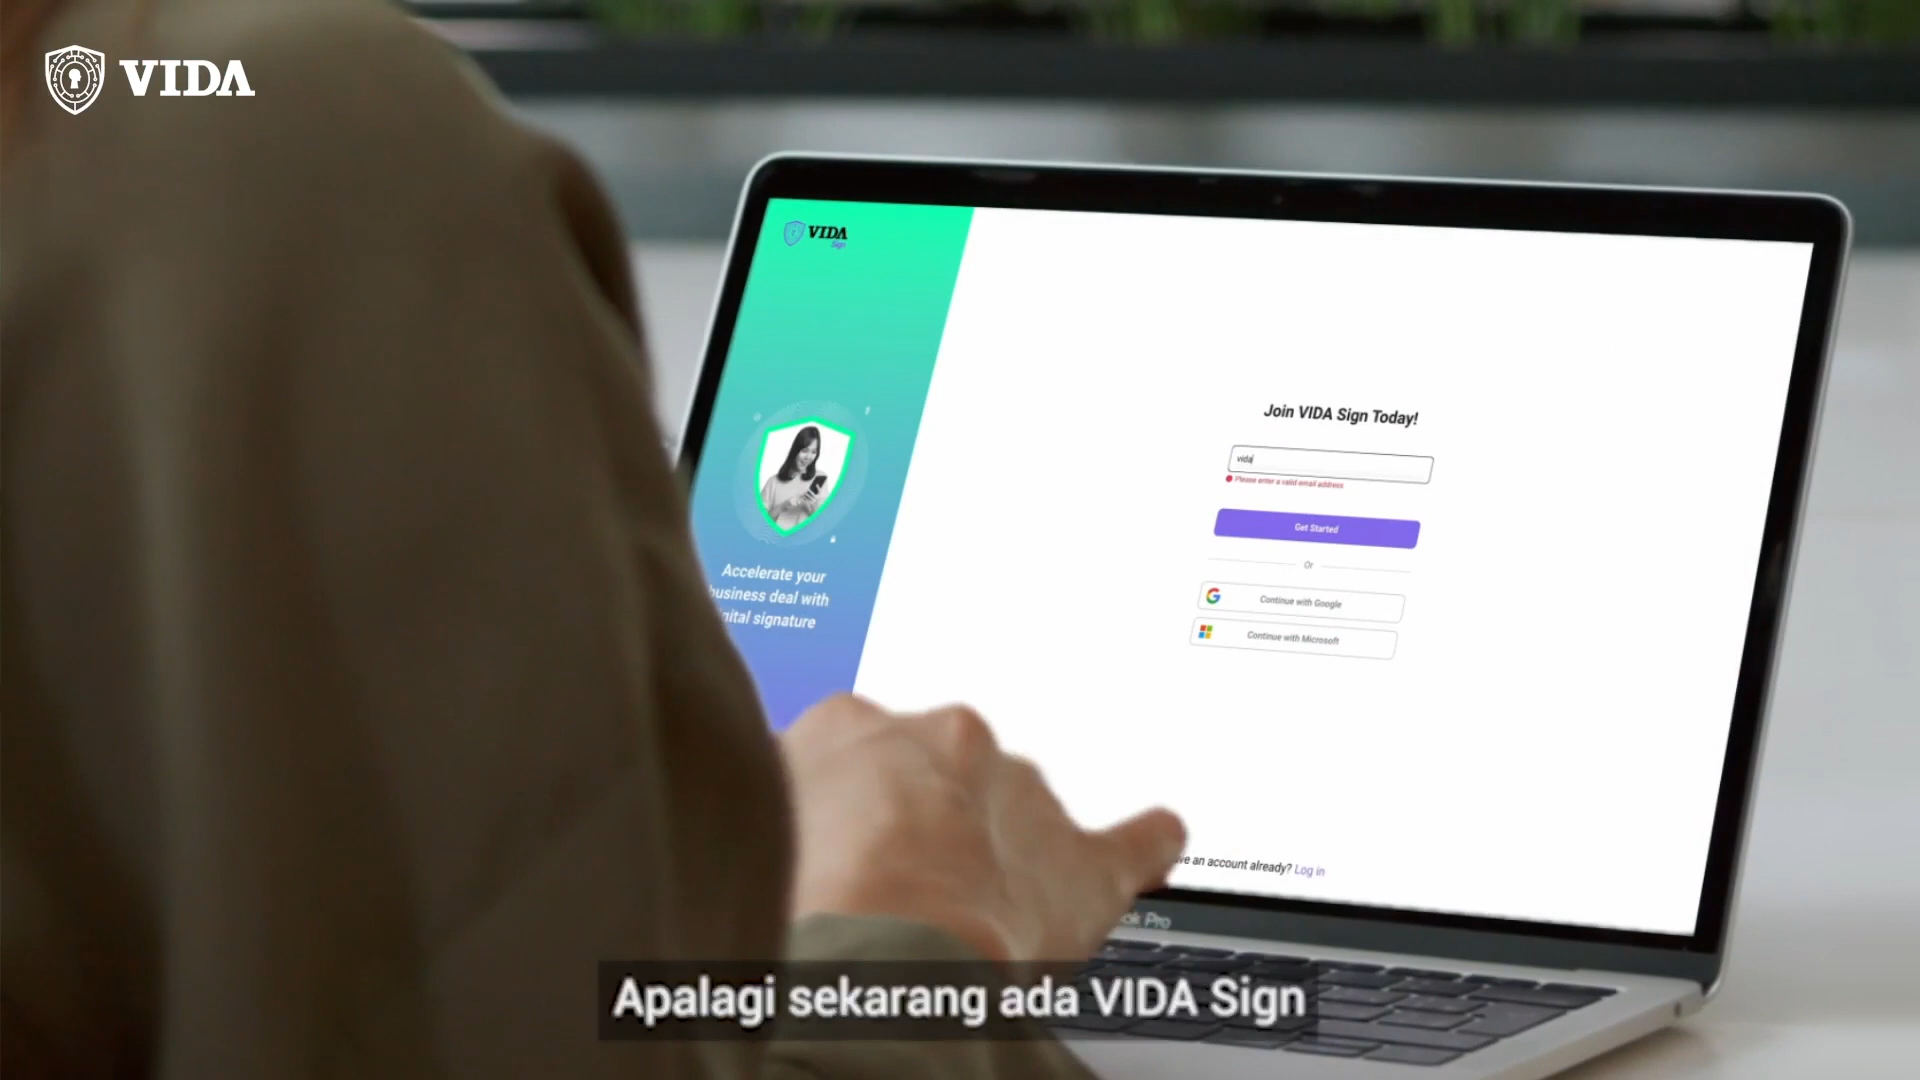 VIDA
VIDA
Sign
Accelerate your
business deal with
digital signature
Join VIDA Sign Today!
vida
Please enter a valid email address
Get Started
Or
Continue with Google
Continue with Microsoft
an account already? Log in
Pro
Apalagi sekarang ada VIDA Sign